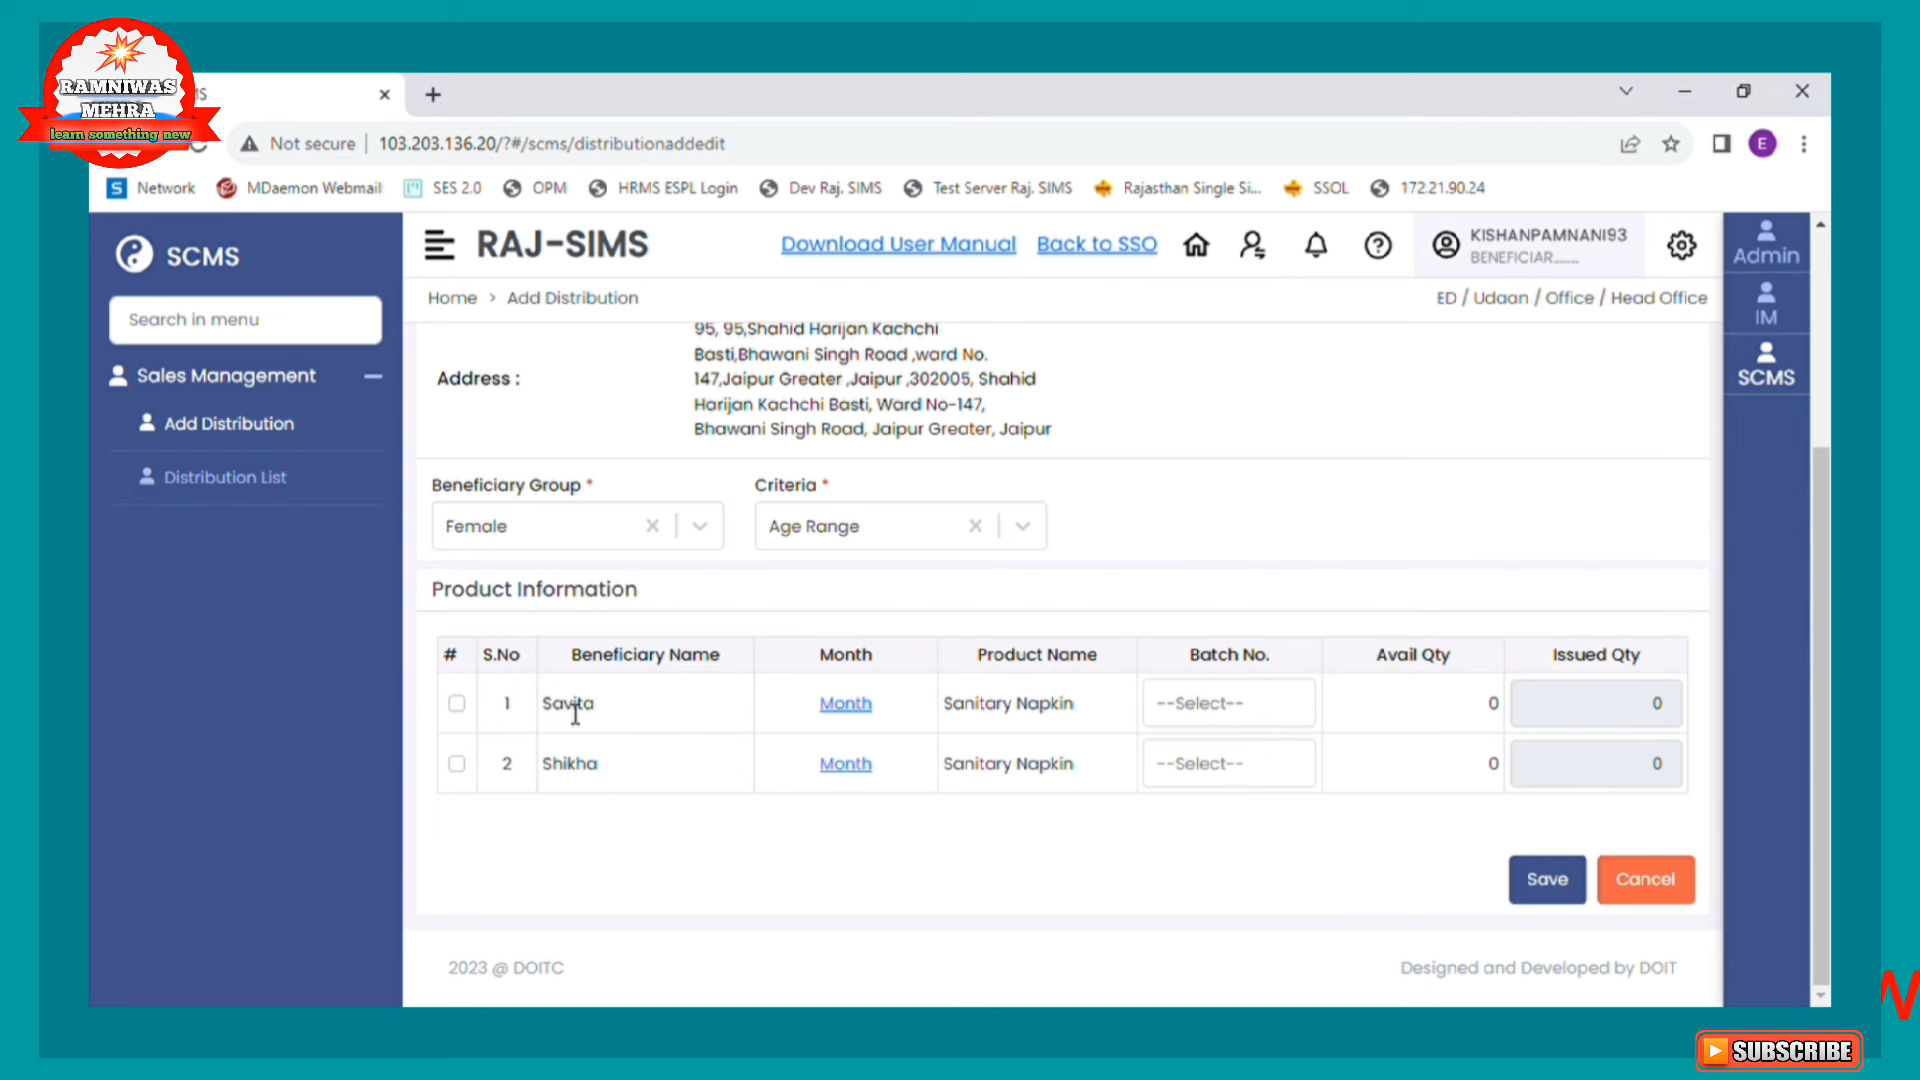 RAMNIWAS
MEHRA
learn something new
Not secure 103.203.136.20/?#/scms/distributionaddedit
E
Network MDaemon Webmail SES 2.0 OPM HRMS ESPL Login Dev Raj. SIMS Test Server Raj. SIMS Rajasthan Single Si... SSOL 172.21.90.24
SCMS
Search in menu
Sales Management
Add Distribution
Distribution List
RAJ-SIMS
Download User Manual Back to SSO
KISHANPAMNANI93
BENEFICIAR........
Admin
IM
SCMS
Home > Add Distribution
ED / Udaan / Office / Head Office
Address :
95, 95,Shahid Harijan Kachchi
Basti,Bhawani Singh Road ,ward No.
147,Jaipur Greater ,Jaipur ,302005, Shahid
Harijan Kachchi Basti, Ward No-147,
Bhawani Singh Road, Jaipur Greater, Jaipur
Beneficiary Group * Criteria *
Female Age Range
Product Information
# S.No Beneficiary Name Month Product Name Batch No. Avail Qty Issued Qty
1 Savita Month Sanitary Napkin --Select-- 0 0
2 Shikha Month Sanitary Napkin --Select-- 0 0
Save Cancel
2023 @ DOITC
Designed and Developed by DOIT
SUBSCRIBE